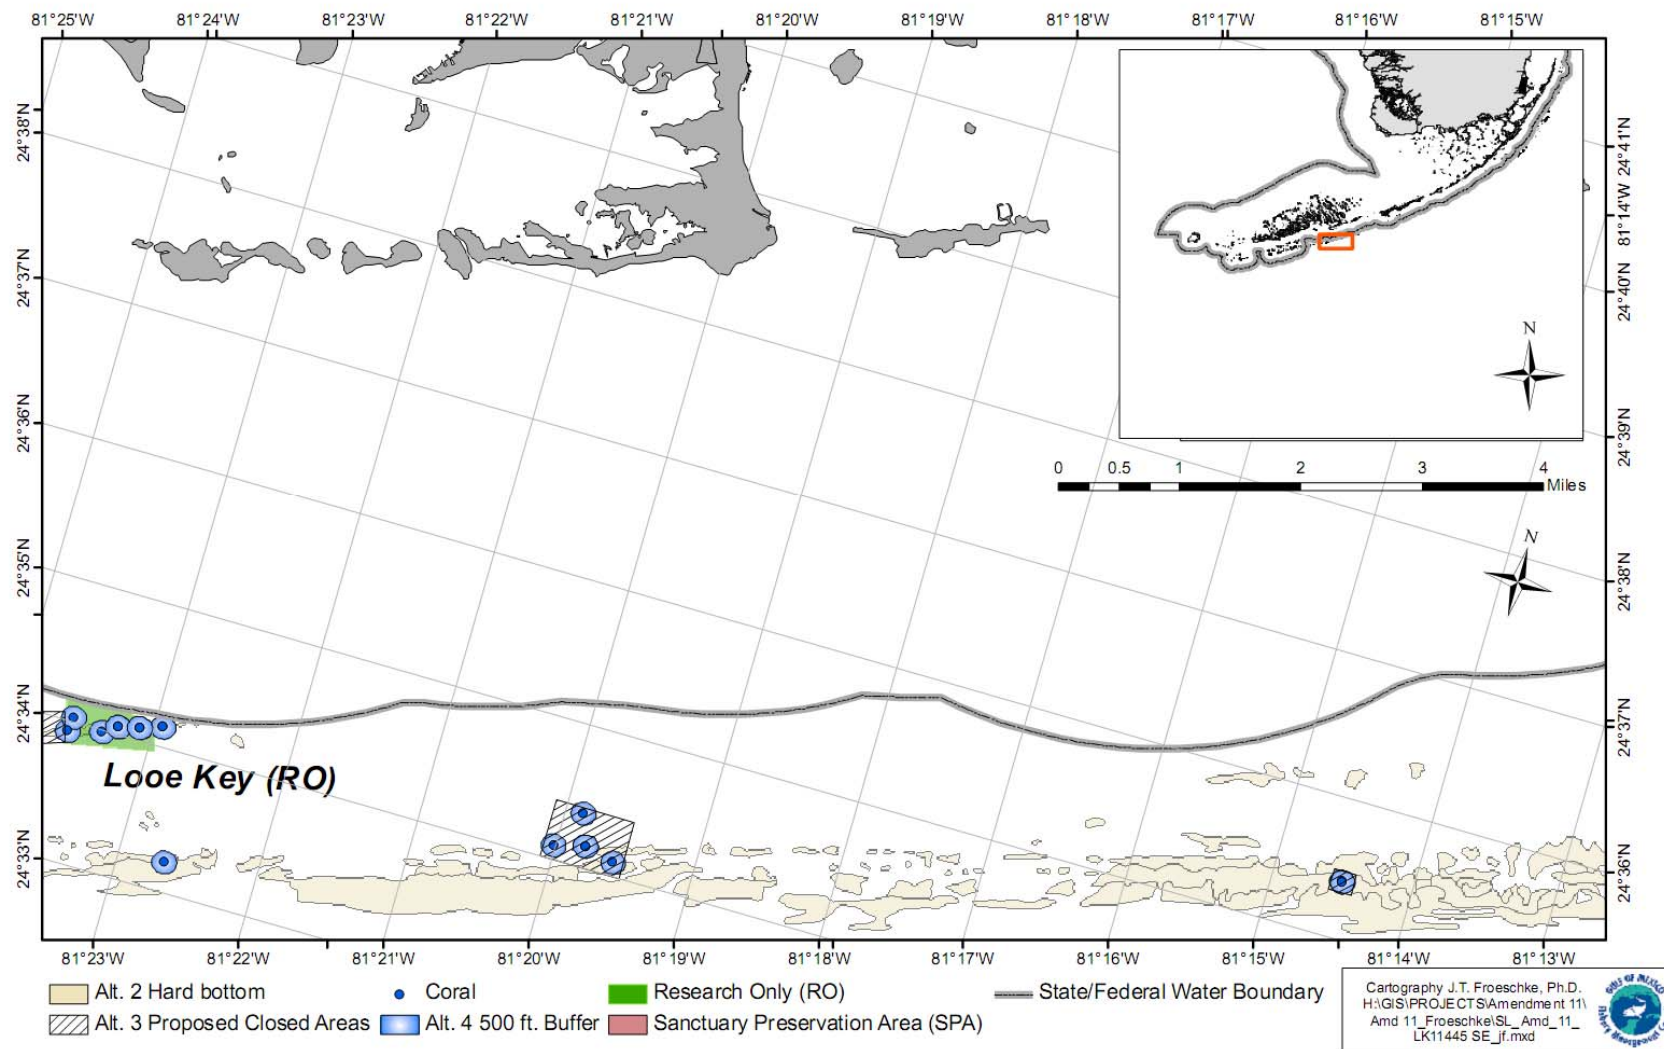 81°25'W 81°24'W 81°23'W 81°22'W 81°21'W 81°20'W 81°19'W 81°18'W 81°17'W 81°16'W 81°15'W
24°38'N
24°37'N
24°36'N
24°35'N
24°34'N
24°33'N
24°41'N
81°14'W
24°40'N
24°39'N
24°38'N
24°37'N
24°36'N
N
0 0.5 1 2 3 4
Miles
N
Looe Key (RO)
81°23'W 81°22'W 81°21'W 81°20'W 81°19'W 81°18'W 81°17'W 81°16'W 81°15'W 81°14'W 81°13'W
Alt. 2 Hard bottom Coral Research Only (RO) State/Federal Water Boundary
Alt. 3 Proposed Closed Areas Alt. 4 500 ft. Buffer Sanctuary Preservation Area (SPA)
Cartography J.T. Froeschke, Ph.D.
H:\GIS\PROJECTS\Amendment 11\
Amd 11_Froeschke\SL_Amd_11_
LK11445 SE_jf.mxd
GULF OF MEXICO